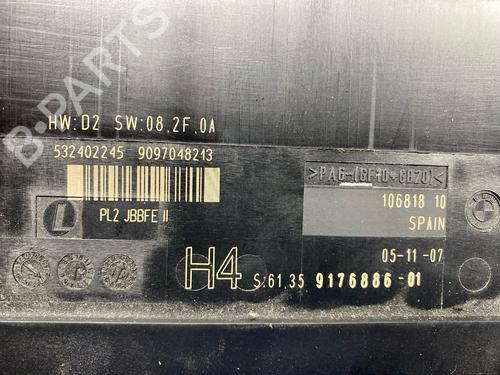 B-PARTS
HW:D2 SW:08.2F.0A
532402245 9097048213
>PA6-(GF10+GB20)<
L PL2 JBBFE II
106818 10
SPAIN
05-11-07
H4 S:61.35 9176886-01